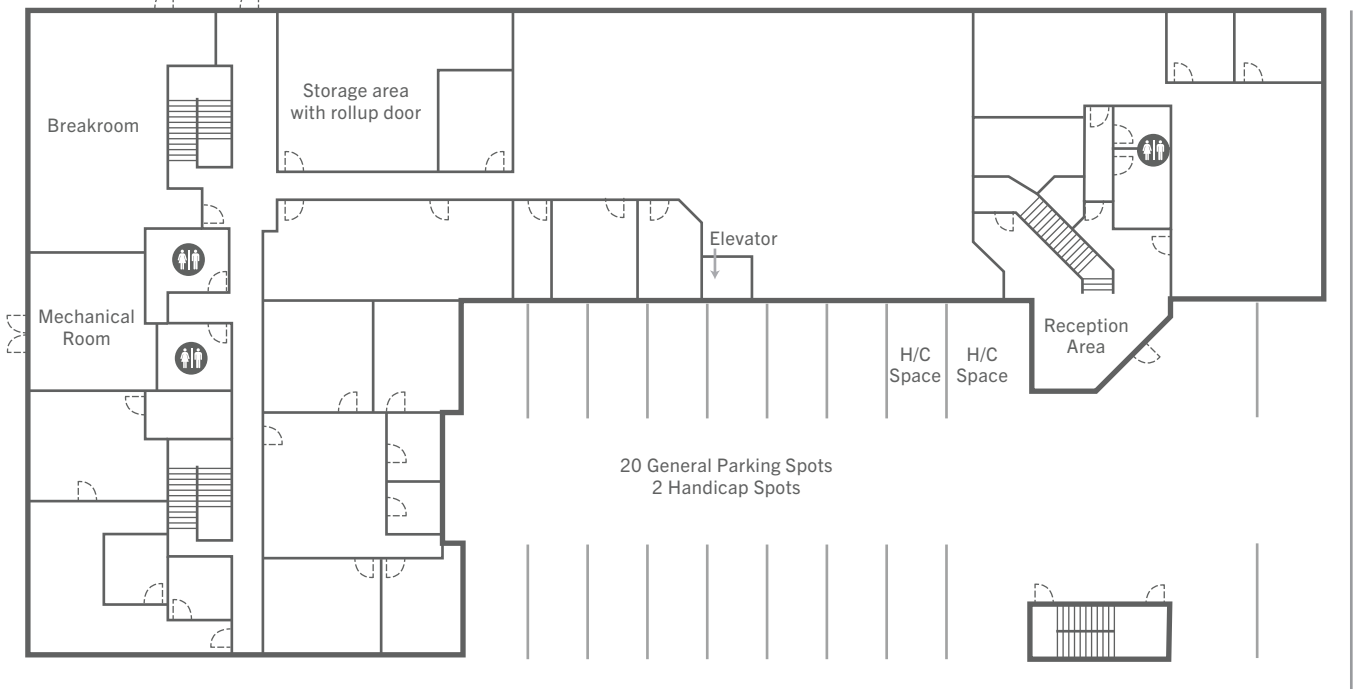 Storage area
with rollup door
Breakroom
Elevator
Mechanical
Room
Reception
Area
H/C
Space
H/C
Space
20 General Parking Spots
2 Handicap Spots